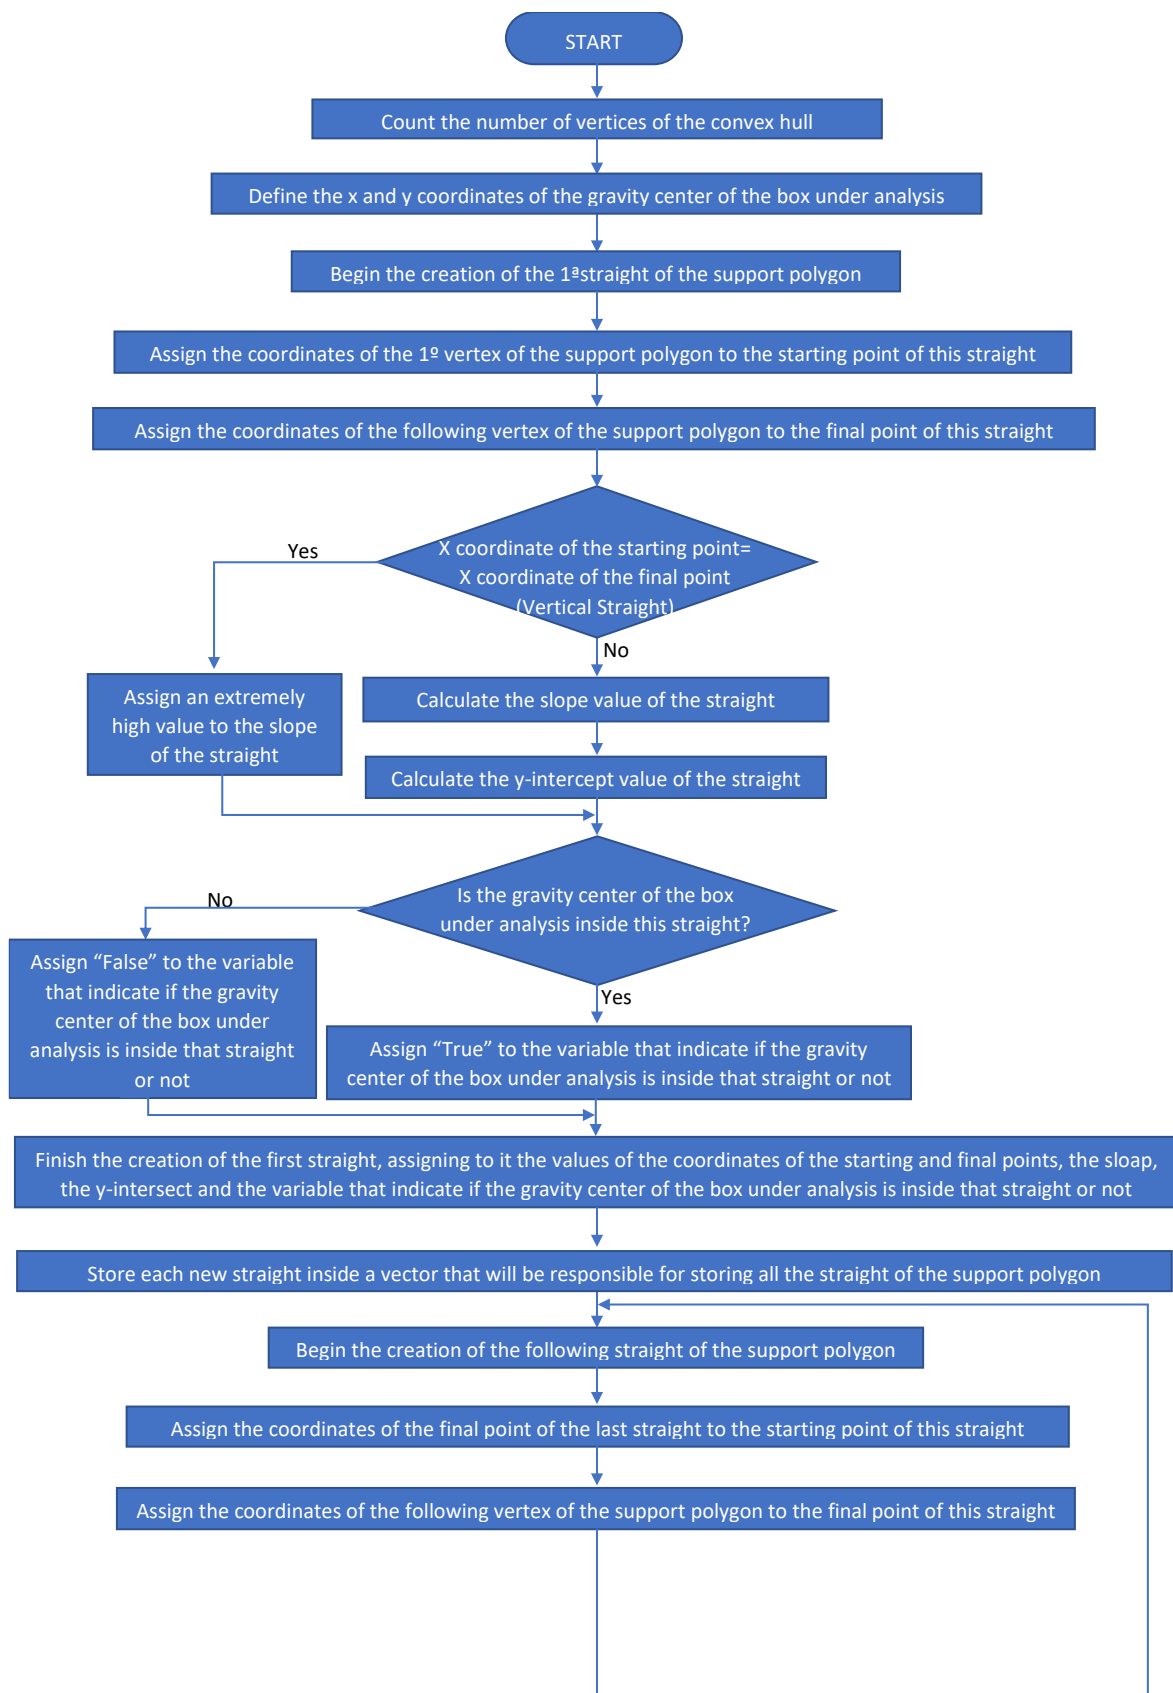 START
Count the number of vertices of the convex hull
Define the x and y coordinates of the gravity center of the box under analysis
Begin the creation of the 1ªstraight of the support polygon
Assign the coordinates of the 1º vertex of the support polygon to the starting point of this straight
Assign the coordinates of the following vertex of the support polygon to the final point of this straight
X coordinate of the starting point=
X coordinate of the final point
(Vertical Straight)
Yes
No
Assign an extremely
high value to the slope
of the straight
Calculate the slope value of the straight
Calculate the y-intercept value of the straight
Is the gravity center of the box
under analysis inside this straight?
No
Yes
Assign “False” to the variable
that indicate if the gravity
center of the box under
analysis is inside that straight
or not
Assign “True” to the variable that indicate if the gravity
center of the box under analysis is inside that straight or not
Finish the creation of the first straight, assigning to it the values of the coordinates of the starting and final points, the sloap,
the y-intersect and the variable that indicate if the gravity center of the box under analysis is inside that straight or not
Store each new straight inside a vector that will be responsible for storing all the straight of the support polygon
Begin the creation of the following straight of the support polygon
Assign the coordinates of the final point of the last straight to the starting point of this straight
Assign the coordinates of the following vertex of the support polygon to the final point of this straight